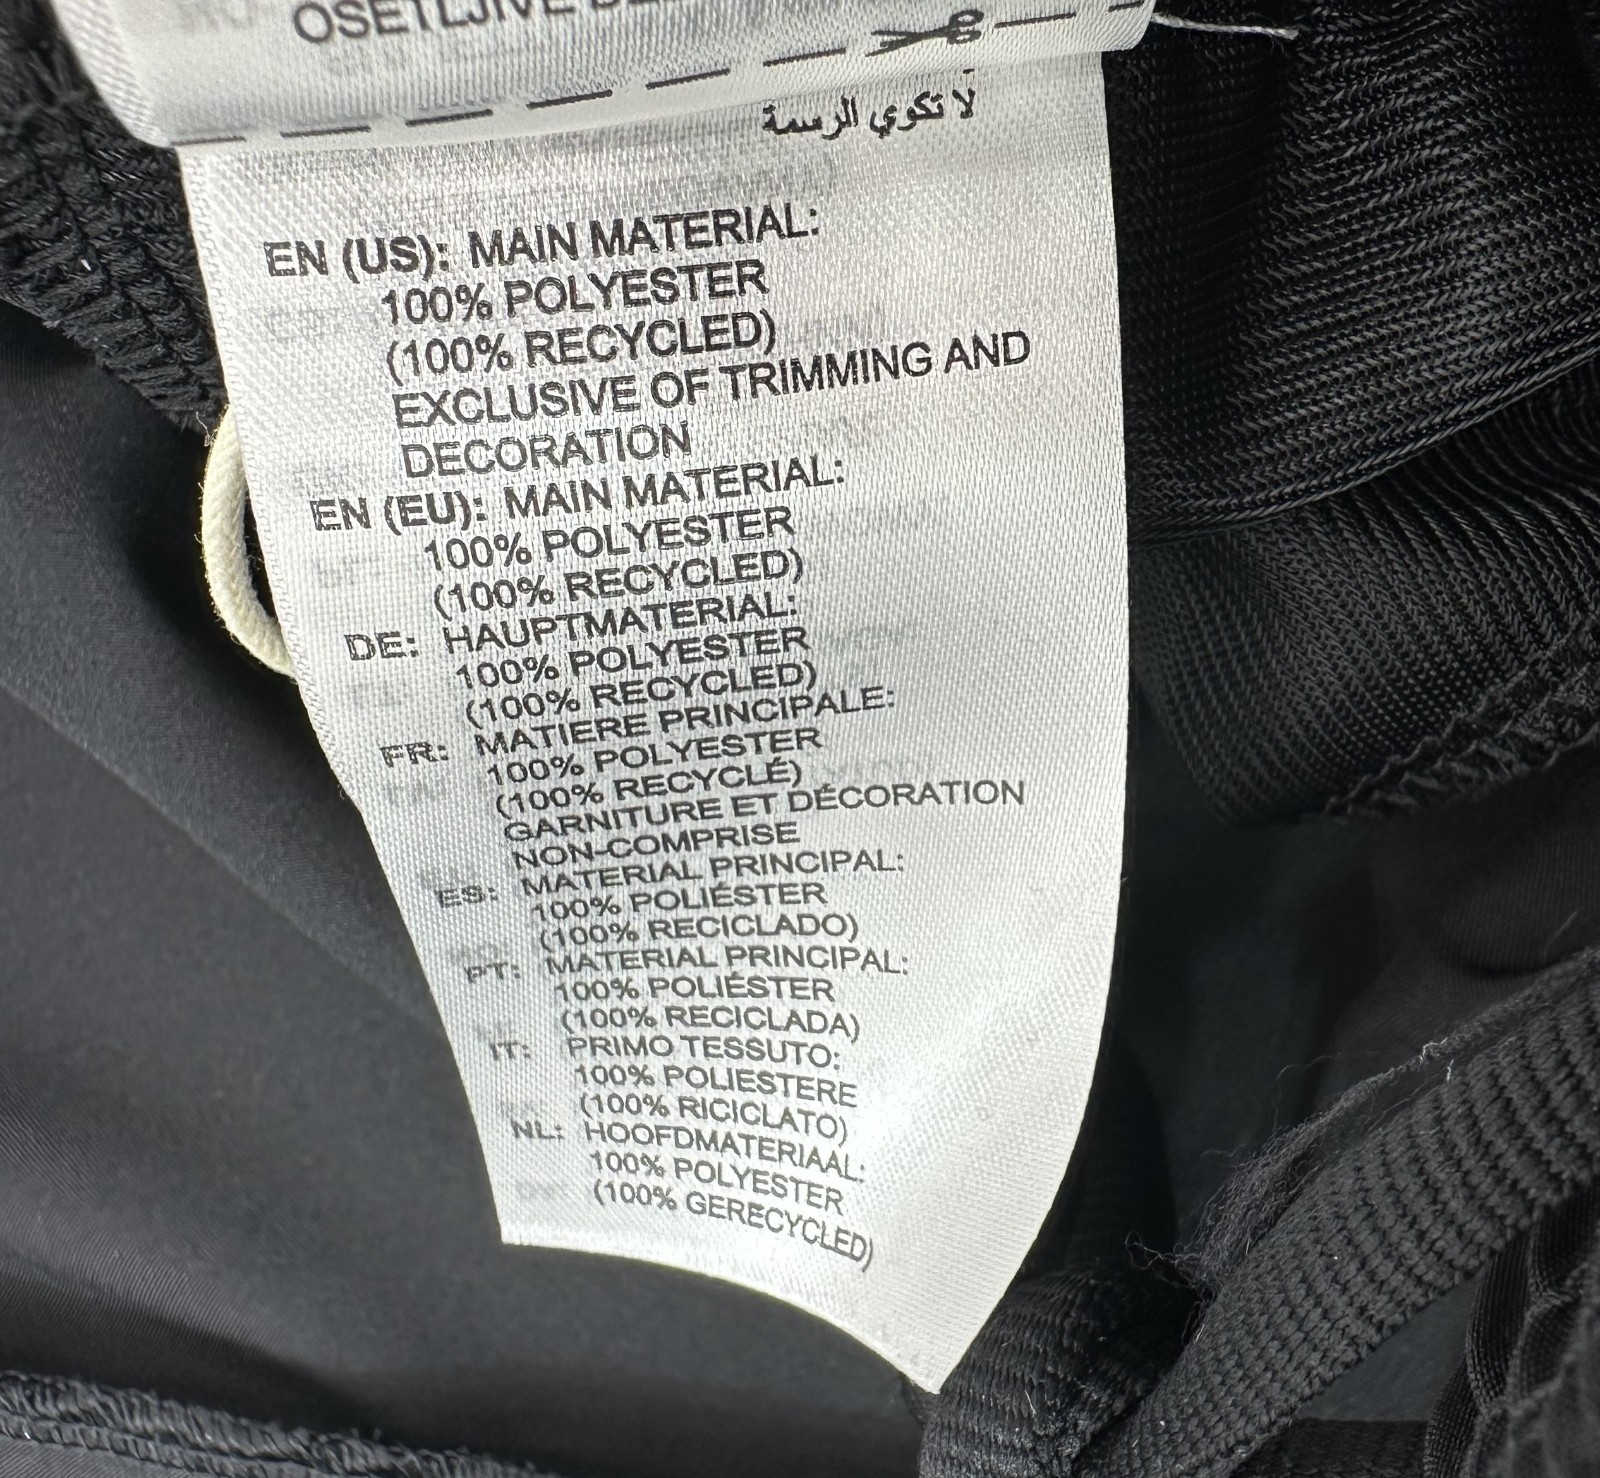 OSETLJIVE
لا تكوي الرسمة
EN (US): MAIN MATERIAL:
100% POLYESTER
(100% RECYCLED)
EXCLUSIVE OF TRIMMING AND
DECORATION
EN (EU): MAIN MATERIAL:
100% POLYESTER
(100% RECYCLED)
DE: HAUPTMATERIAL:
100% POLYESTER
(100% RECYCLED)
FR: MATIERE PRINCIPALE:
100% POLYESTER
(100% RECYCLÉ)
GARNITURE ET DÉCORATION
NON-COMPRISE
ES: MATERIAL PRINCIPAL:
100% POLIÉSTER
(100% RECICLADO)
PT: MATERIAL PRINCIPAL:
100% POLIÉSTER
(100% RECICLADA)
IT: PRIMO TESSUTO:
100% POLIESTERE
(100% RICICLATO)
NL: HOOFDMATERIAAL:
100% POLYESTER
(100% GERECYCLED)